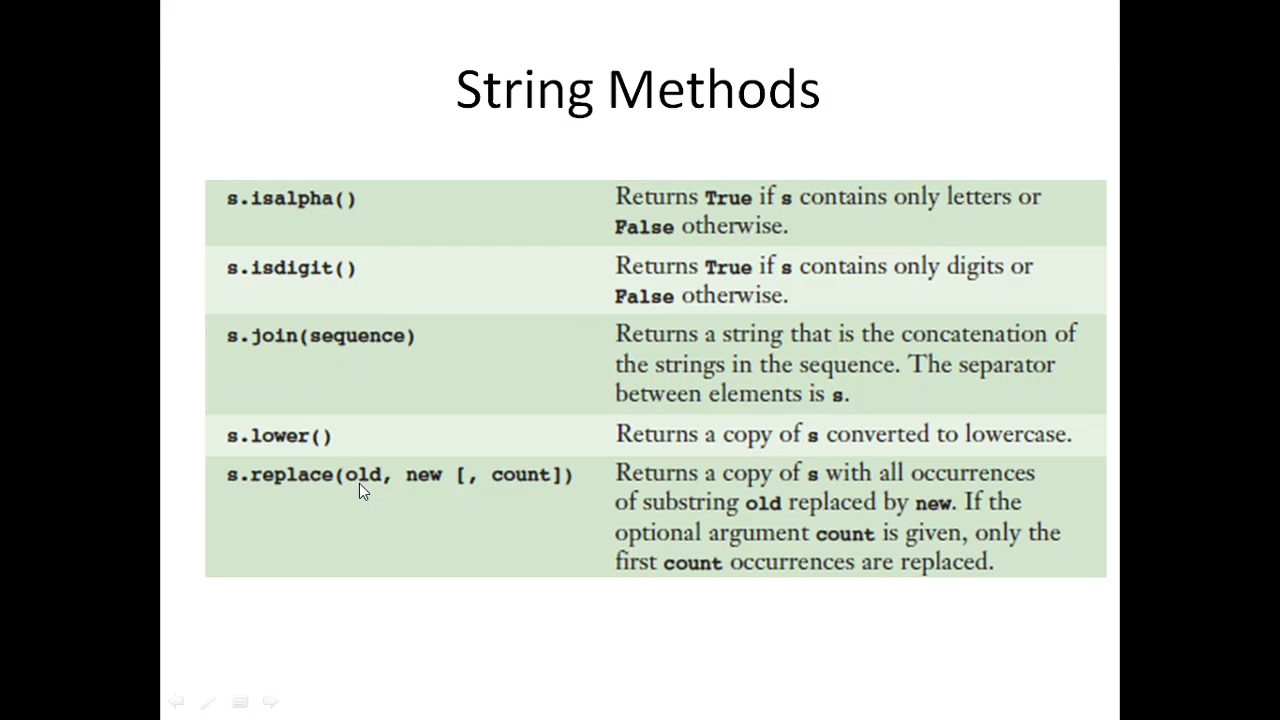 String Methods
s.isalpha()
Returns True if s contains only letters or
False otherwise.
s.isdigit()
Returns True if s contains only digits or
False otherwise.
s.join(sequence)
Returns a string that is the concatenation of
the strings in the sequence. The separator
between elements is s.
s.lower()
Returns a copy of s converted to lowercase.
s.replace(old, new [, count])
Returns a copy of s with all occurrences
of substring old replaced by new. If the
optional argument count is given, only the
first count occurrences are replaced.